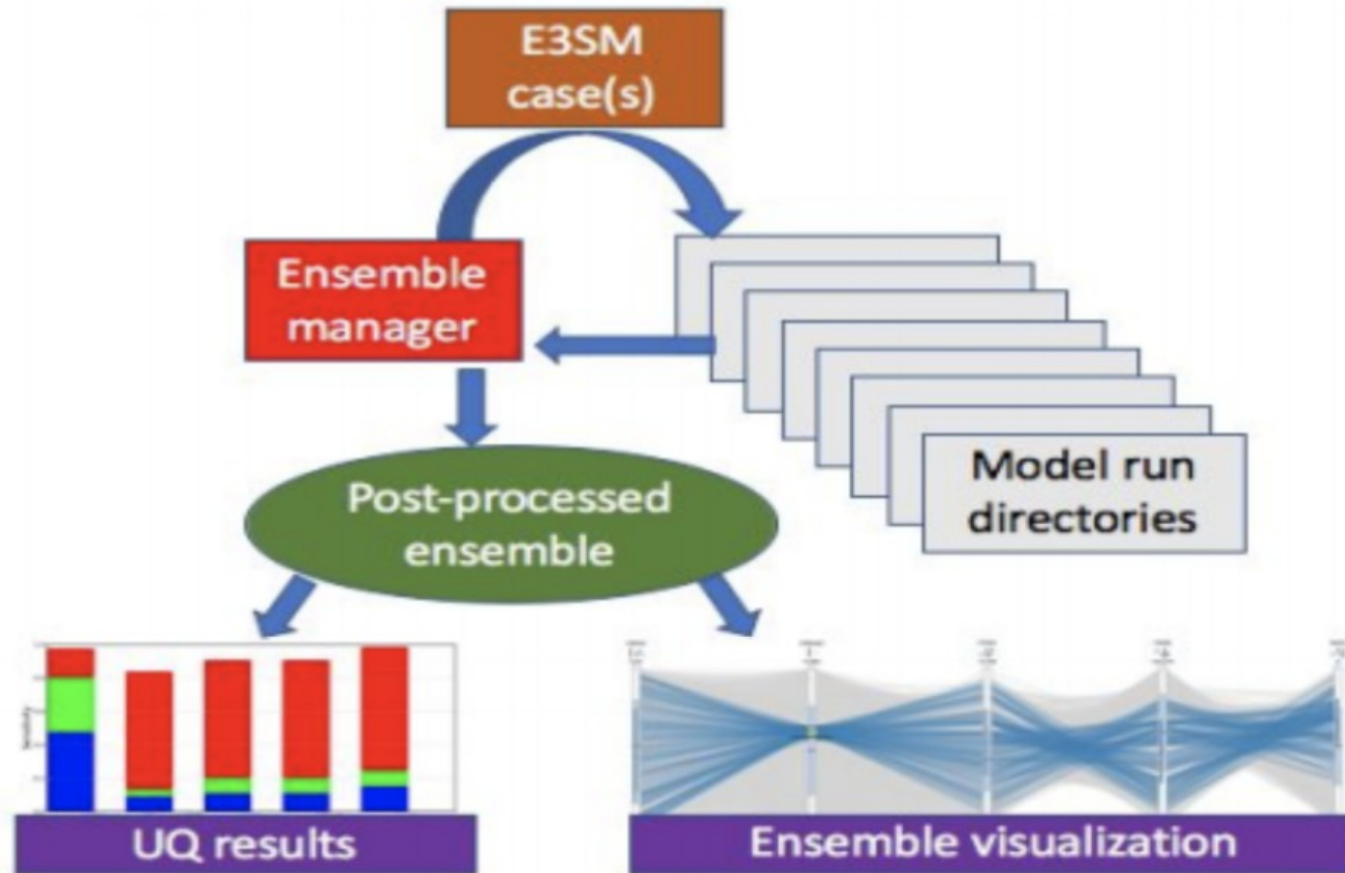 E3SM
case(s)
Ensemble
manager
Model run
directories
Post-processed
ensemble
UQ results
Ensemble visualization